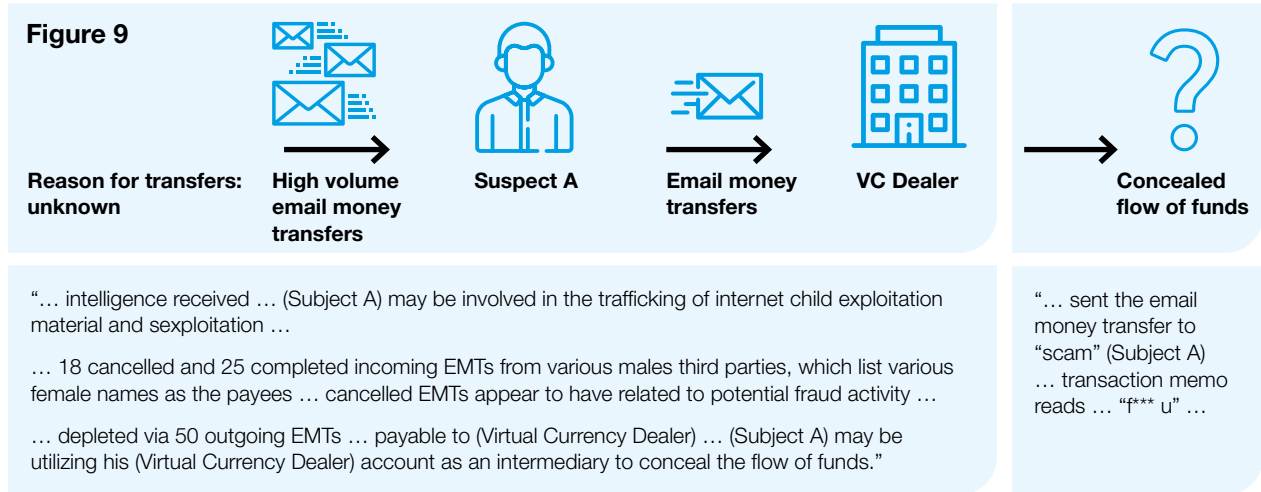 Figure 9
Reason for transfers:
unknown
High volume
email money
transfers
Suspect A
Email money
transfers
VC Dealer
Concealed
flow of funds
“… intelligence received … (Subject A) may be involved in the trafficking of internet child exploitation
material and sexploitation …
… 18 cancelled and 25 completed incoming EMTs from various males third parties, which list various
female names as the payees … cancelled EMTs appear to have related to potential fraud activity …
… depleted via 50 outgoing EMTs … payable to (Virtual Currency Dealer) … (Subject A) may be
utilizing his (Virtual Currency Dealer) account as an intermediary to conceal the flow of funds.”
“… sent the email
money transfer to
“scam” (Subject A)
… transaction memo
reads … “f*** u” …